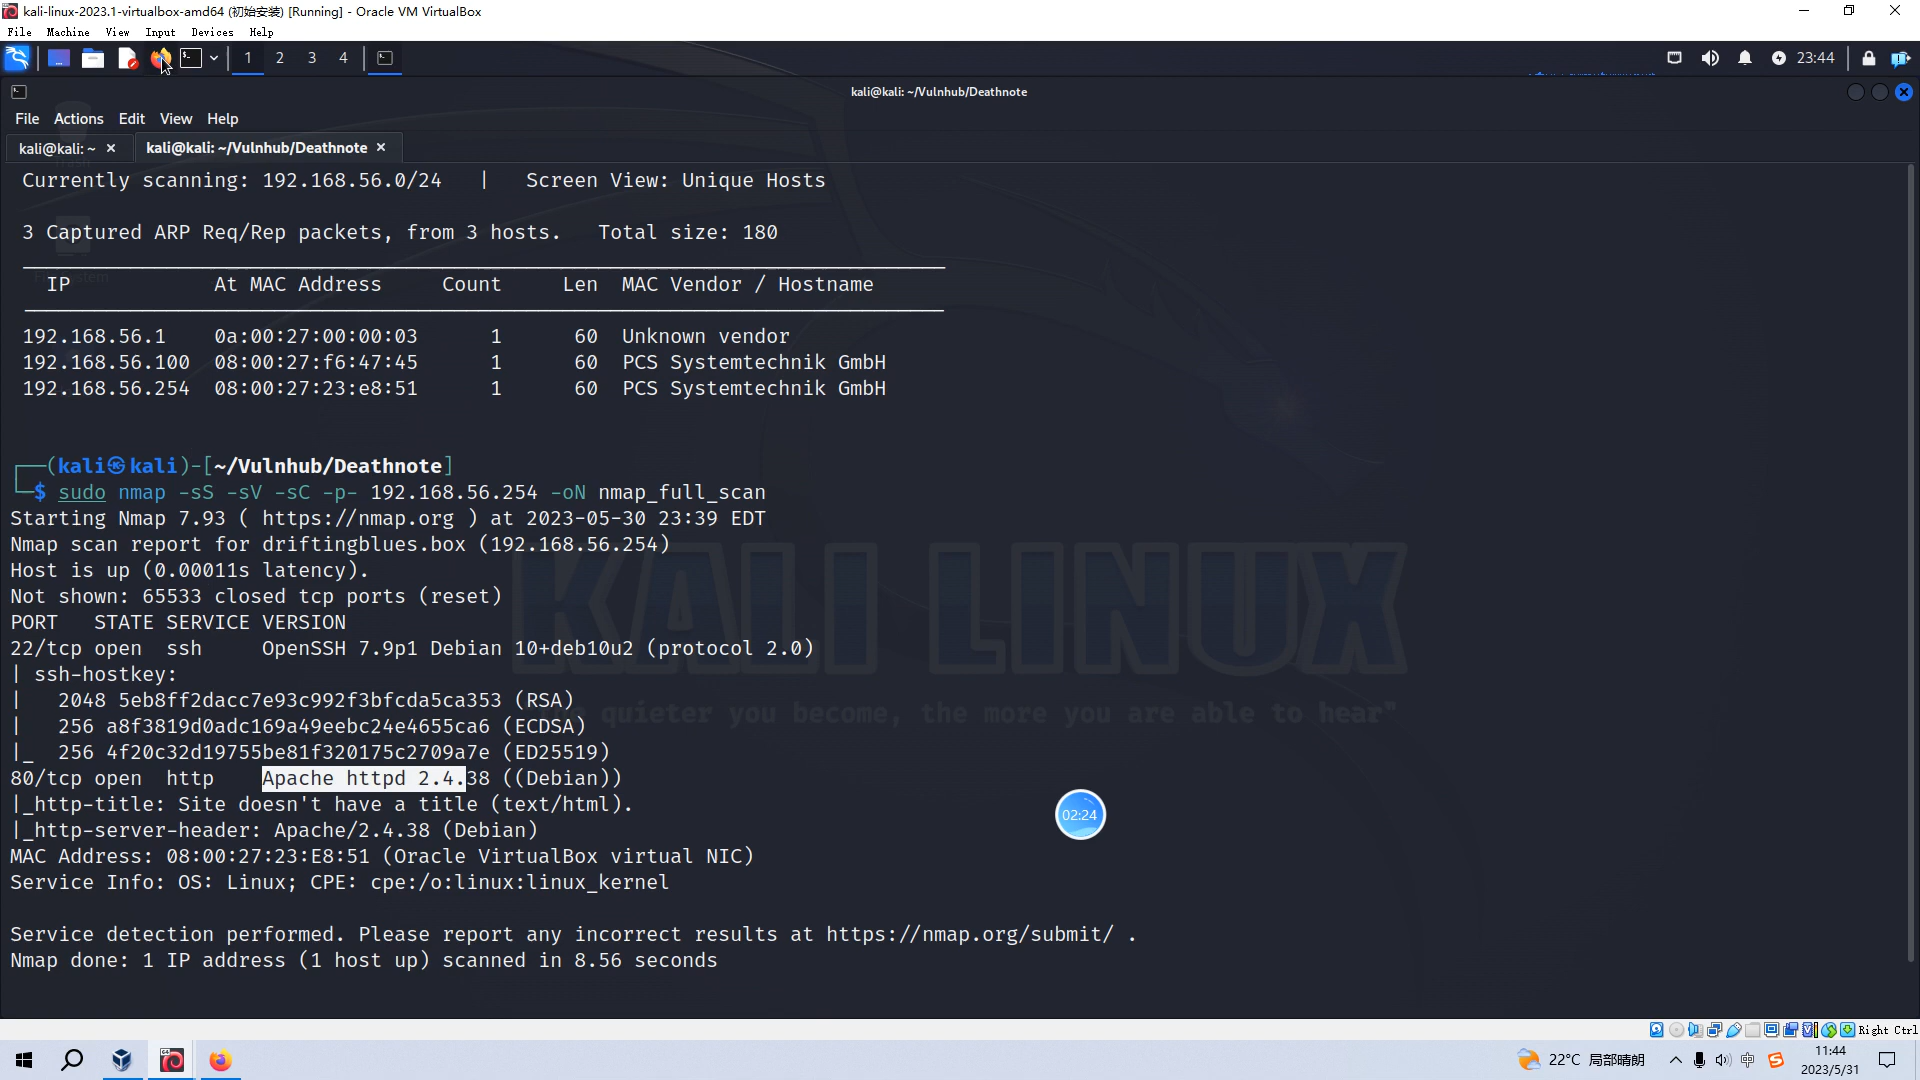 kali-linux-2023.1-virtualbox-amd64 (初始安装) [Running] - Oracle VM VirtualBox
File Machine View Input Devices Help
1 2 3 4 23:44
kali@kali: ~/Vulnhub/Deathnote
File Actions Edit View Help
kali@kali: ~ × kali@kali: ~/Vulnhub/Deathnote ×
Currently scanning: 192.168.56.0/24 | Screen View: Unique Hosts
3 Captured ARP Req/Rep packets, from 3 hosts. Total size: 180
IP At MAC Address Count Len MAC Vendor / Hostname
192.168.56.1 0a:00:27:00:00:03 1 60 Unknown vendor
192.168.56.100 08:00:27:f6:47:45 1 60 PCS Systemtechnik GmbH
192.168.56.254 08:00:27:23:e8:51 1 60 PCS Systemtechnik GmbH
┌──(kali㉿kali)-[~/Vulnhub/Deathnote]
└─$ sudo nmap -sS -sV -sC -p- 192.168.56.254 -oN nmap_full_scan
Starting Nmap 7.93 ( https://nmap.org ) at 2023-05-30 23:39 EDT
Nmap scan report for driftingblues.box (192.168.56.254)
Host is up (0.00011s latency).
Not shown: 65533 closed tcp ports (reset)
PORT STATE SERVICE VERSION
22/tcp open ssh OpenSSH 7.9p1 Debian 10+deb10u2 (protocol 2.0)
| ssh-hostkey:
| 2048 5eb8ff2dacc7e93c992f3bfcda5ca353 (RSA)
| 256 a8f3819d0adc169a49eebc24e4655ca6 (ECDSA)
|_ 256 4f20c32d19755be81f320175c2709a7e (ED25519)
80/tcp open http Apache httpd 2.4.38 ((Debian))
|_http-title: Site doesn't have a title (text/html).
|_http-server-header: Apache/2.4.38 (Debian)
MAC Address: 08:00:27:23:E8:51 (Oracle VirtualBox virtual NIC)
Service Info: OS: Linux; CPE: cpe:/o:linux:linux_kernel
Service detection performed. Please report any incorrect results at https://nmap.org/submit/ .
Nmap done: 1 IP address (1 host up) scanned in 8.56 seconds
KALI LINUX
quieter you become, the more you are able to hear"
02:24
Right Ctrl
22°C 局部晴朗 中 11:44
2023/5/31